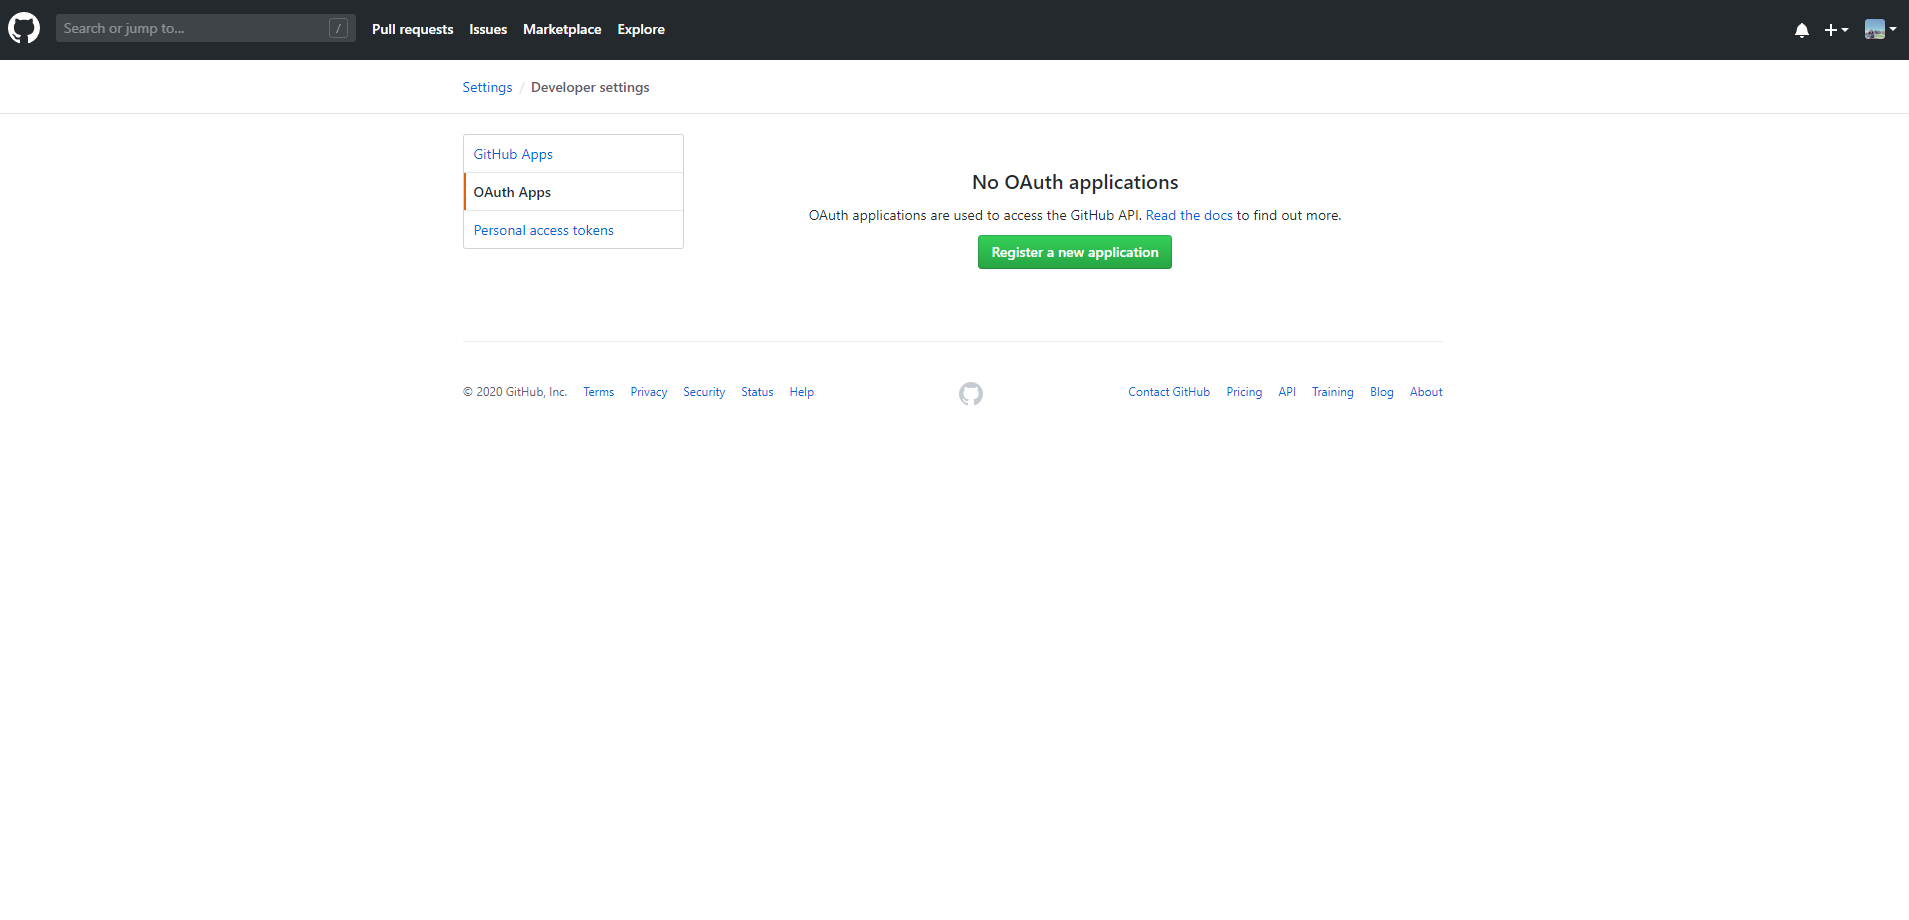 Search or jump to... /
Pull requests Issues Marketplace Explore
Settings / Developer settings
GitHub Apps
OAuth Apps
Personal access tokens
No OAuth applications
OAuth applications are used to access the GitHub API. Read the docs to find out more.
Register a new application
© 2020 GitHub, Inc. Terms Privacy Security Status Help
Contact GitHub Pricing API Training Blog About